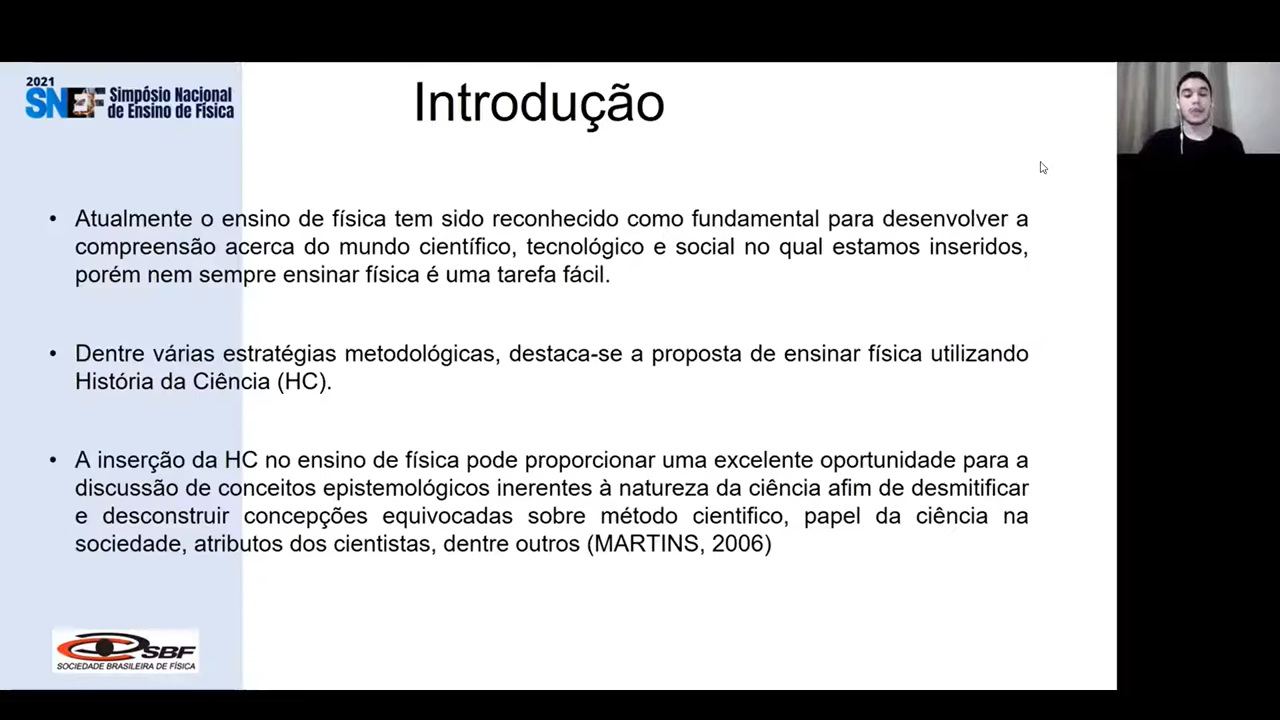 2021
SNEF
Simpósio Nacional
de Ensino de Física
Introdução
• Atualmente o ensino de física tem sido reconhecido como fundamental para desenvolver a
compreensão acerca do mundo científico, tecnológico e social no qual estamos inseridos,
porém nem sempre ensinar física é uma tarefa fácil.
• Dentre várias estratégias metodológicas, destaca-se a proposta de ensinar física utilizando
História da Ciência (HC).
• A inserção da HC no ensino de física pode proporcionar uma excelente oportunidade para a
discussão de conceitos epistemológicos inerentes à natureza da ciência afim de desmitificar
e desconstruir concepções equivocadas sobre método cientifico, papel da ciência na
sociedade, atributos dos cientistas, dentre outros (MARTINS, 2006)
SBF
SOCIEDADE BRASILEIRA DE FÍSICA